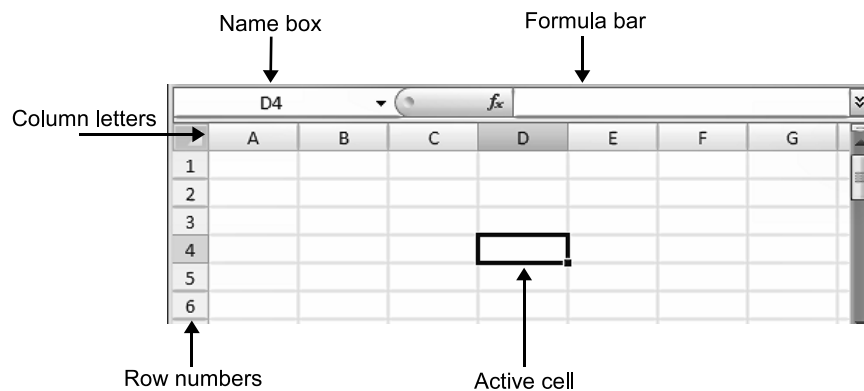 Name box
Formula bar
D4
fx
Column letters
A B C D E F G
1
2
3
4
5
6
Row numbers
Active cell